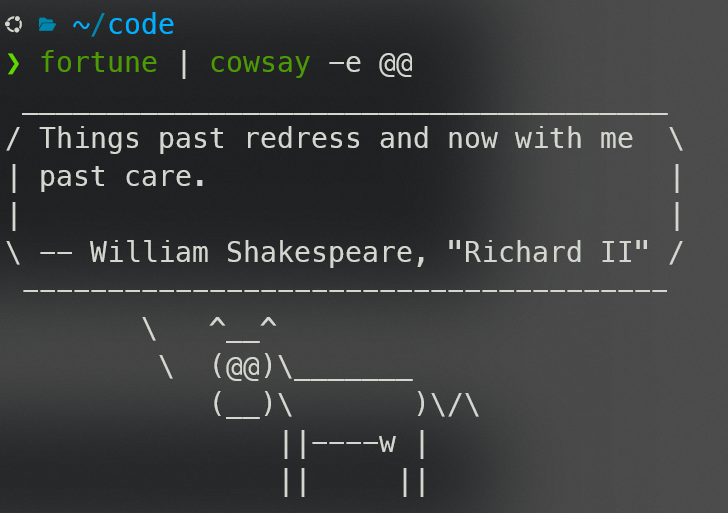 ~/code
❯ fortune | cowsay -e @@
 ______________________________________
/ Things past redress and now with me  \
| past care.                           |
|                                      |
\ -- William Shakespeare, "Richard II" /
 --------------------------------------
        \   ^__^
         \  (@@)\_______
            (__)\       )\/\
                ||----w |
                ||     ||